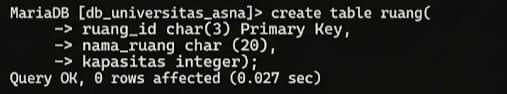 MariaDB [db_universitas_asna]> create table ruang(
    -> ruang_id char(3) Primary Key,
    -> nama_ruang char (20),
    -> kapasitas integer);
Query OK, 0 rows affected (0.027 sec)